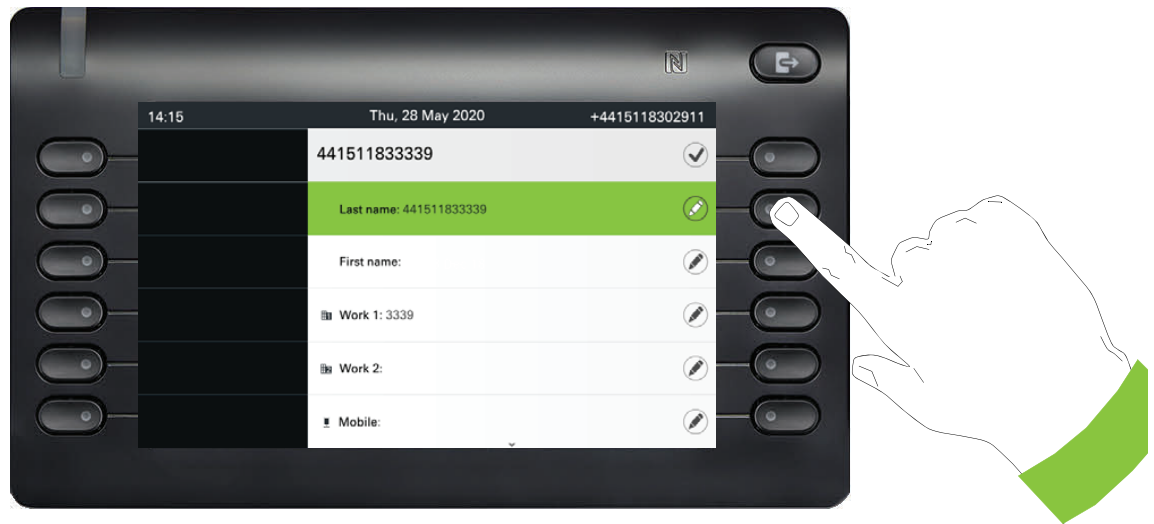 14:15 Thu, 28 May 2020 +4415118302911
441511833339
Last name: 441511833339
First name:
Work 1: 3339
Work 2:
Mobile: